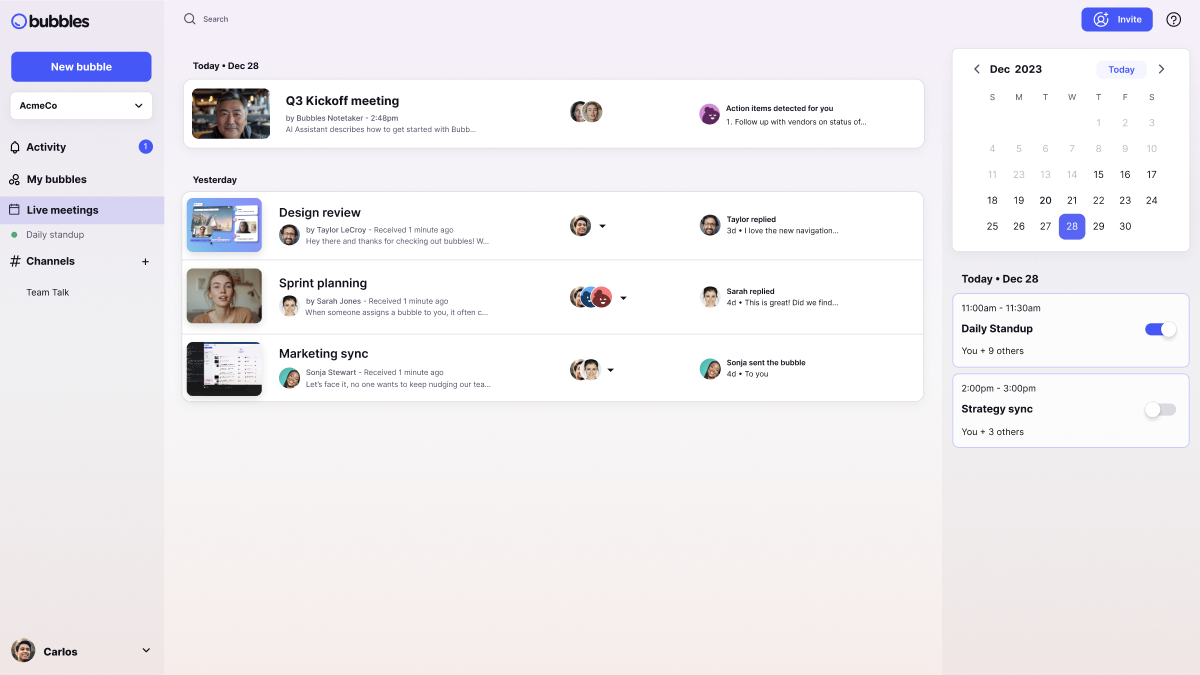 bubbles
Search
Invite
New bubble
AcmeCo
Activity
1
My bubbles
Live meetings
Daily standup
Channels
Team Talk
Carlos
Today • Dec 28
Q3 Kickoff meeting
by Bubbles Notetaker - 2:48pm
AI Assistant describes how to get started with Bubb...
Action items detected for you
1. Follow up with vendors on status of...
Yesterday
Design review
by Taylor LeCroy - Received 1 minute ago
Hey there and thanks for checking out bubbles! W...
Taylor replied
3d • I love the new navigation...
Sprint planning
by Sarah Jones - Received 1 minute ago
When someone assigns a bubble to you, it often c...
Sarah replied
4d • This is great! Did we find...
Marketing sync
Sonja Stewart - Received 1 minute ago
Let's face it, no one wants to keep nudging our tea...
Sonja sent the bubble
4d • To you
Dec 2023
Today
S M T W T F S
1 2 3
4 5 6 7 8 9 10
11 23 13 14 15 16 17
18 19 20 21 22 23 24
25 26 27 28 29 30
Today • Dec 28
11:00am - 11:30am
Daily Standup
You + 9 others
2:00pm - 3:00pm
Strategy sync
You + 3 others